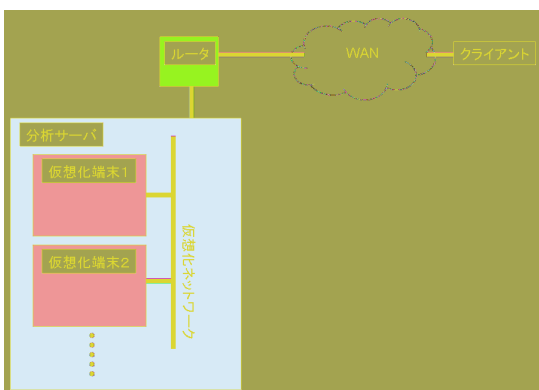 ルータ
WAN
クライアント
分析サーバ
仮想化端末1
仮想化端末2
仮想化ネットワーク